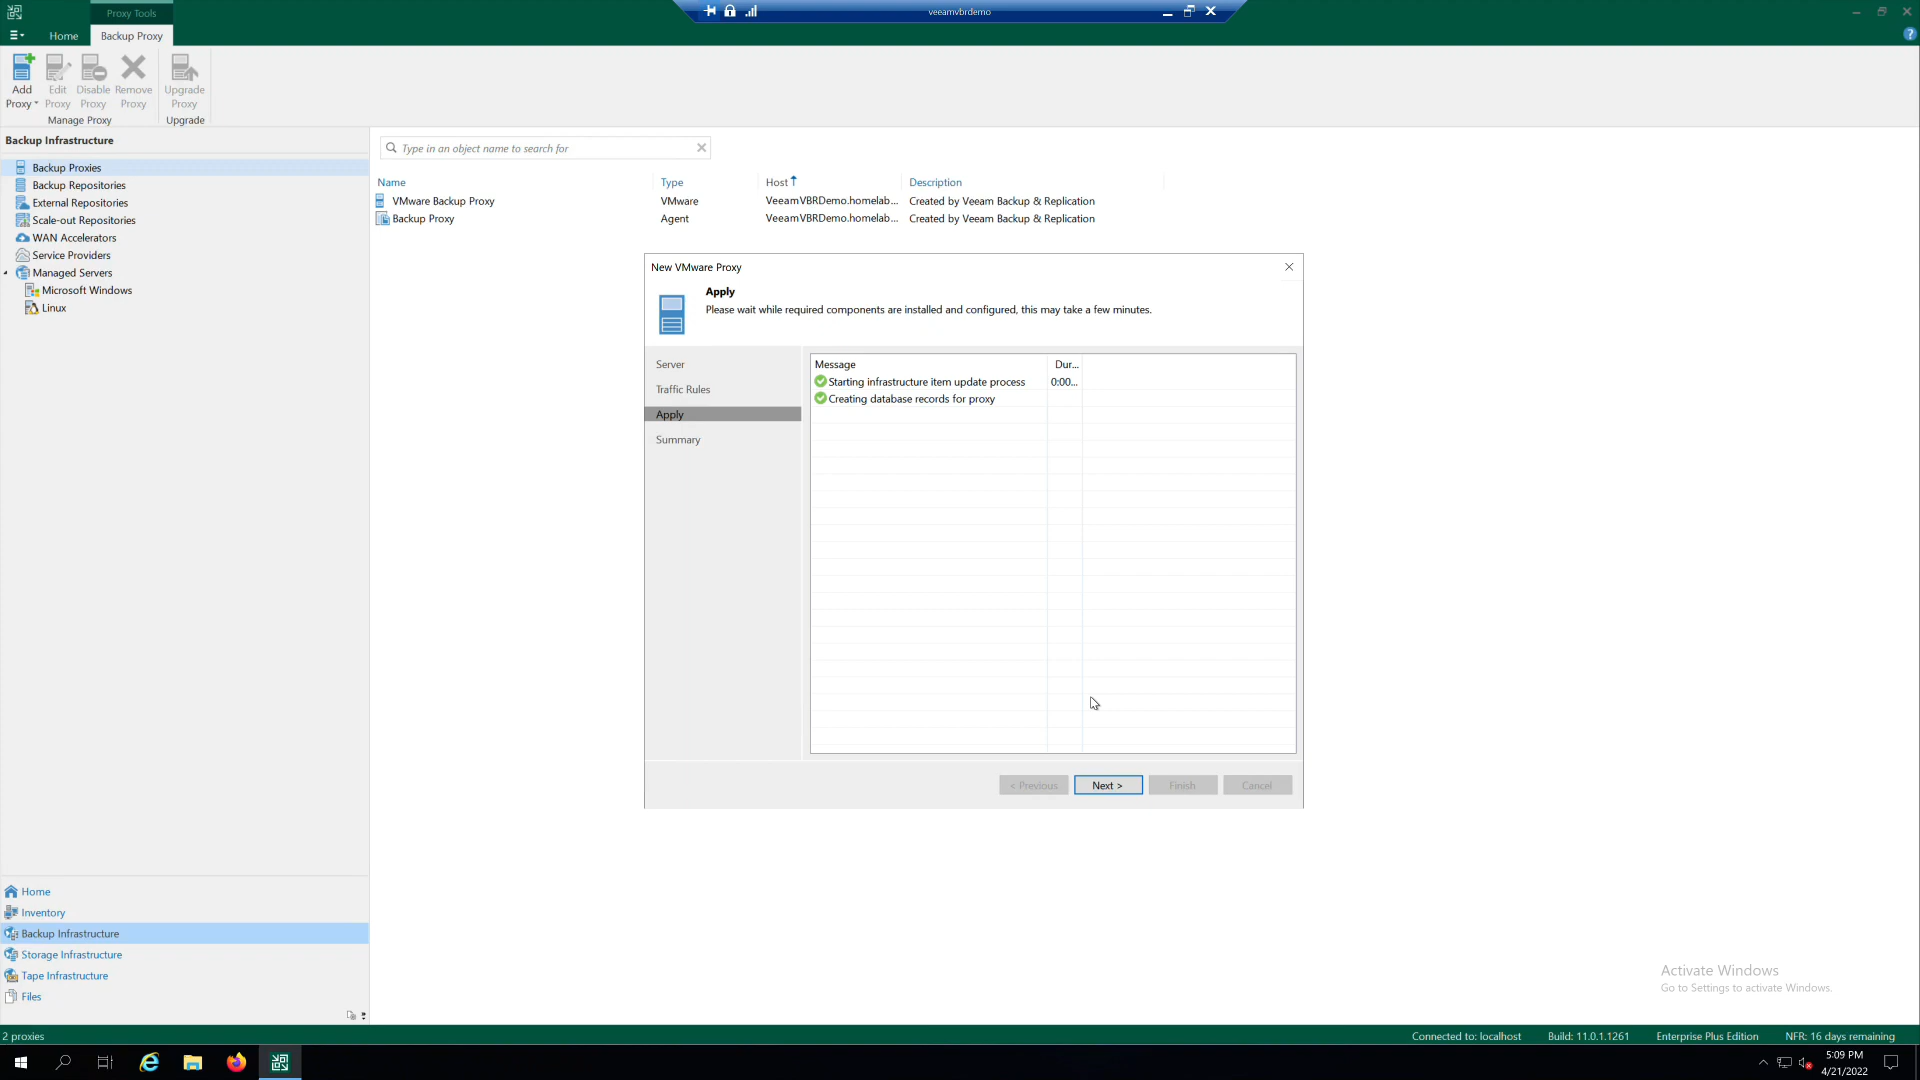 Proxy Tools
veeamvbrdemo
Home
Backup Proxy
Add Proxy
Edit Proxy
Disable Proxy
Remove Proxy
Upgrade Proxy
Manage Proxy
Upgrade
Backup Infrastructure
Backup Proxies
Backup Repositories
External Repositories
Scale-out Repositories
WAN Accelerators
Service Providers
Managed Servers
Microsoft Windows
Linux
Type in an object name to search for
Name Type Host Description
VMware Backup Proxy VMware VeeamVBRDemo.homelab... Created by Veeam Backup & Replication
Backup Proxy Agent VeeamVBRDemo.homelab... Created by Veeam Backup & Replication
New VMware Proxy
Apply
Please wait while required components are installed and configured, this may take a few minutes.
Server
Traffic Rules
Apply
Summary
Message Dur...
Starting infrastructure item update process 0:00...
Creating database records for proxy
< Previous
Next >
Finish
Cancel
Home
Inventory
Backup Infrastructure
Storage Infrastructure
Tape Infrastructure
Files
Activate Windows
Go to Settings to activate Windows.
2 proxies
Connected to: localhost
Build: 11.0.1.1261
Enterprise Plus Edition
NFR: 16 days remaining
5:09 PM
4/21/2022